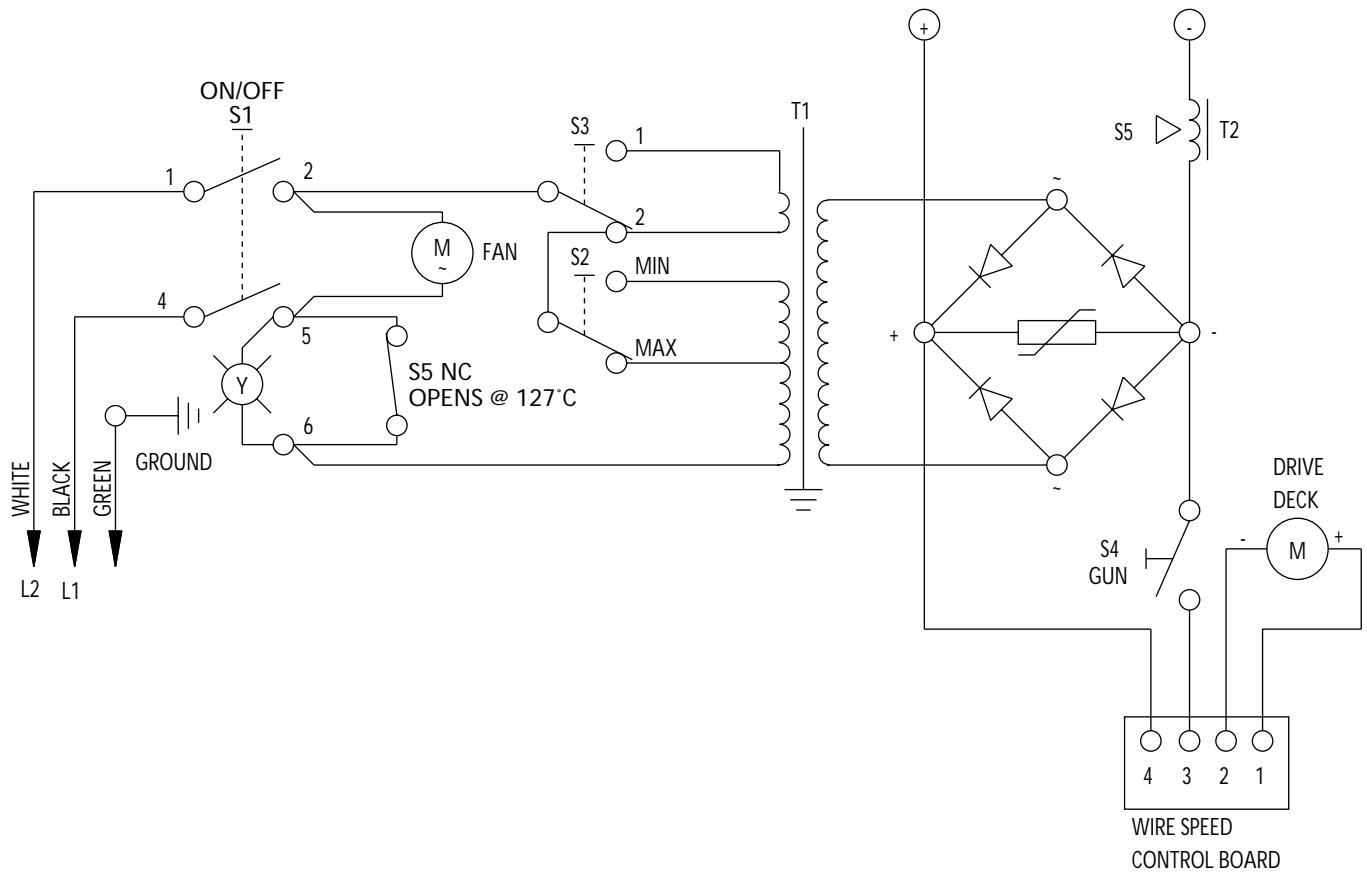 +
-
ON/OFF
S1
T1
S3
1
S5
T2
1
2
~
2
M
~
FAN
S2
MIN
4
5
MAX
+
-
S5 NC
OPENS @ 127°C
Y
6
GROUND
~
WHITE
BLACK
GREEN
DRIVE
DECK
S4
GUN
-
M
+
L2
L1
4
3
2
1
WIRE SPEED
CONTROL BOARD